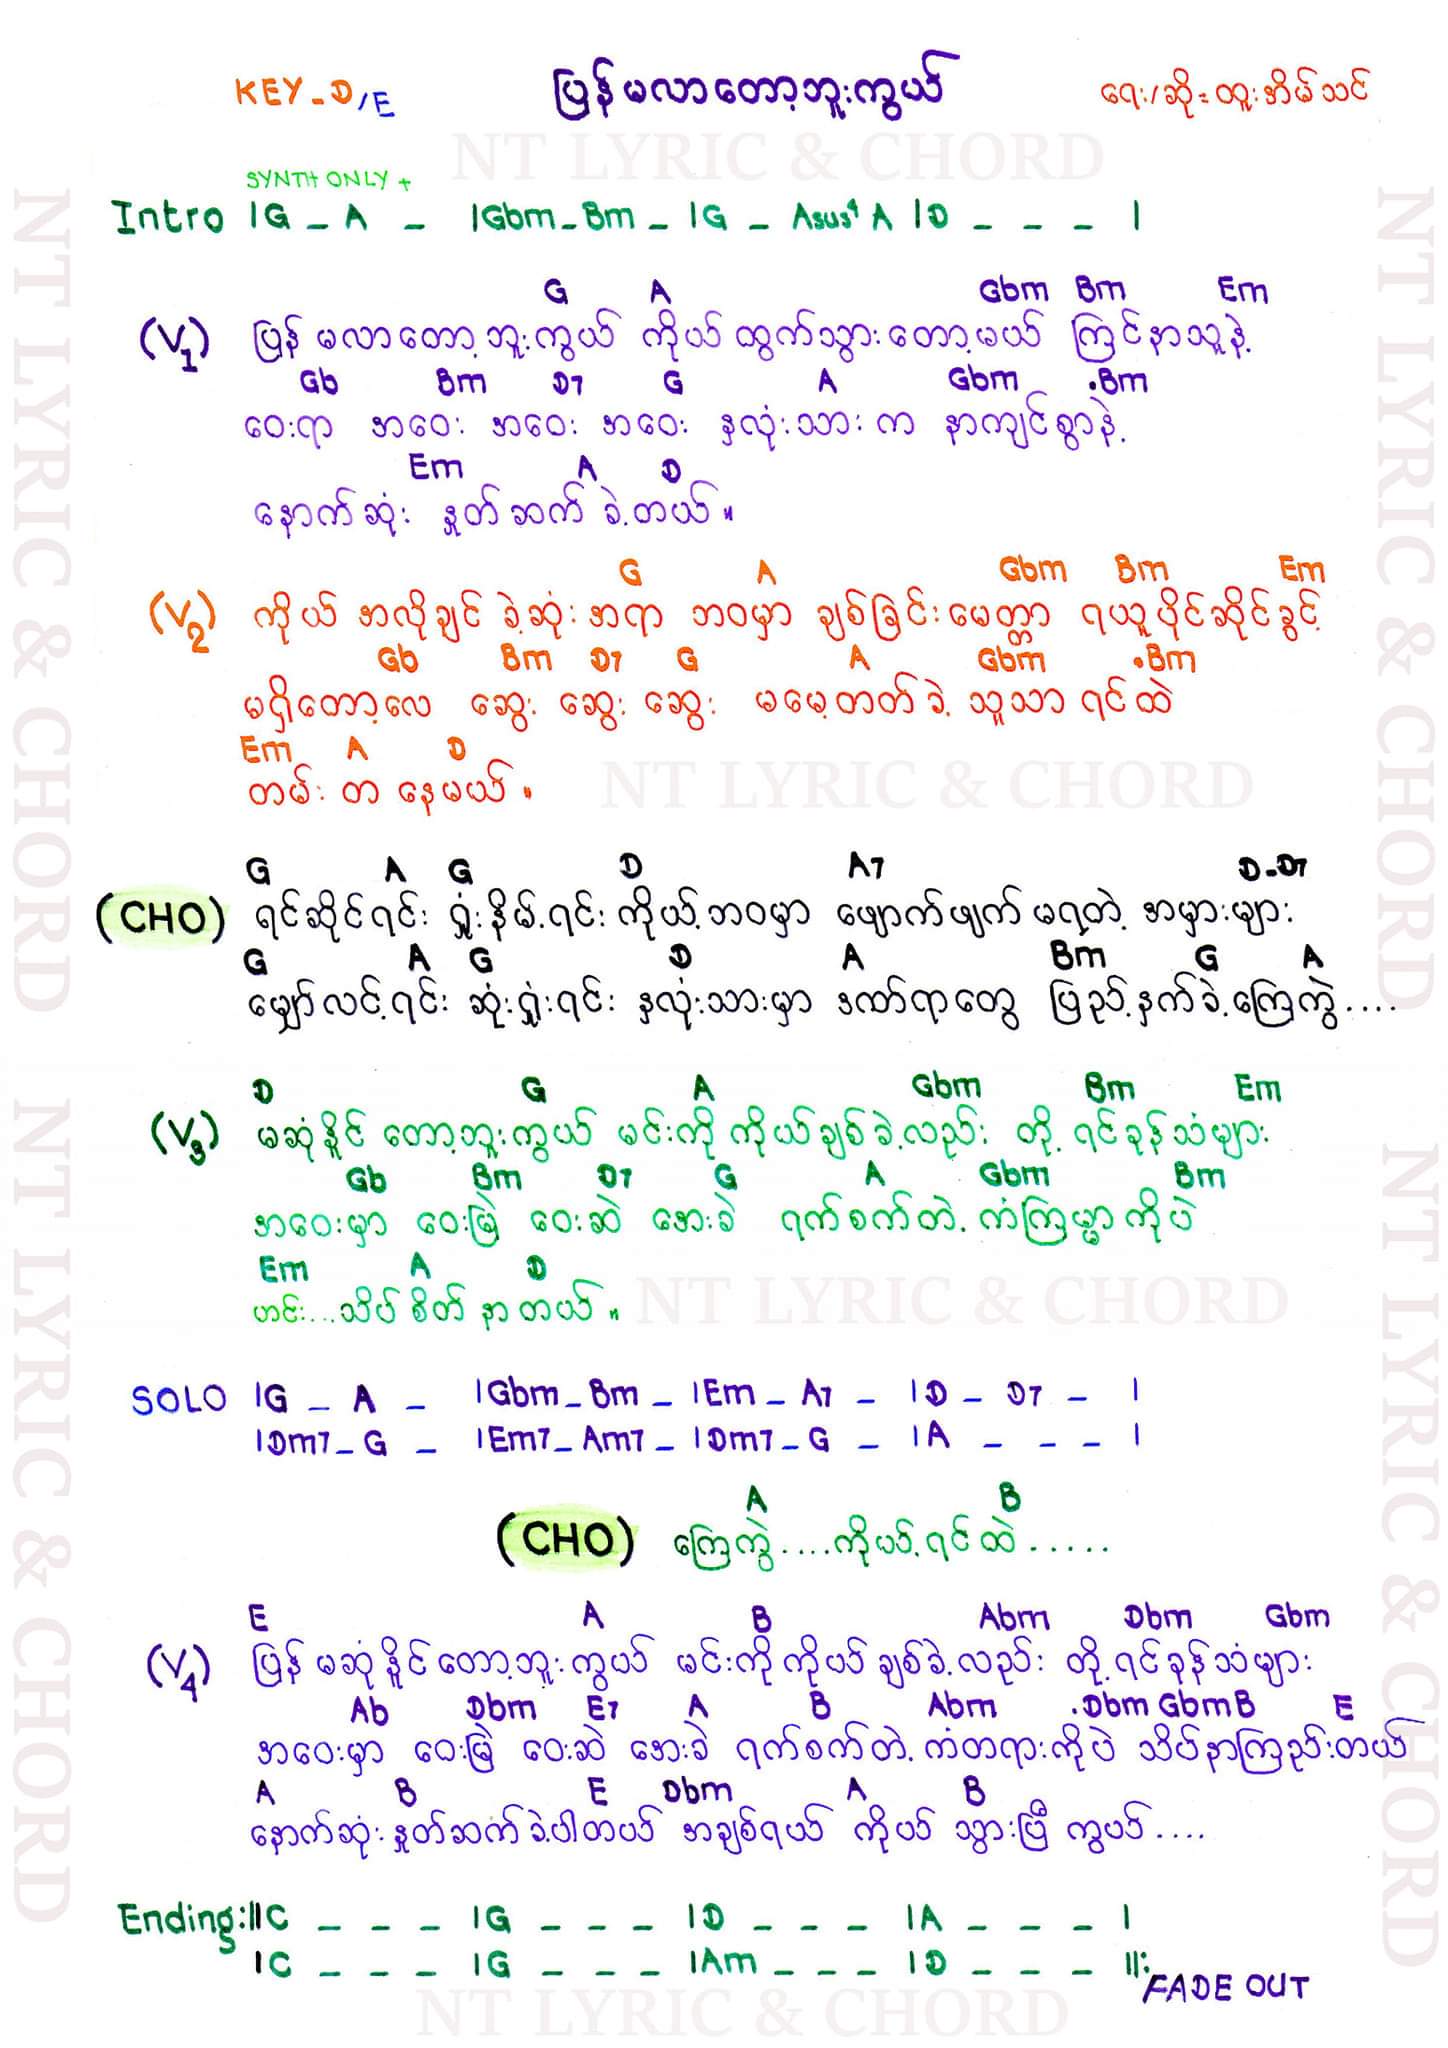 KEY - D/E ပြန်မလာတော့ဘူးကွယ် ရေး/ဆို = ထူးအိမ်သင်
NT LYRIC & CHORD
SYNTH ONLY +
Intro |G _ A _ |Gbm _ Bm _ |G _ Asus4 A |D _ _ _ |
G A Gbm Bm Em
(V1) ပြန် မလာတော့ဘူးကွယ် ကိုယ် ထွက်သွားတော့မယ် ကြင်နာသူနဲ့
Gb Bm D7 G A Gbm .Bm
ဝေးရာ အဝေး အဝေး အဝေး နှလုံးသားက နာကျင်စွာနဲ့
Em A D
နောက်ဆုံး နှုတ်ဆက်ခဲ့တယ်။
G A Gbm Bm Em
(V2) ကိုယ် အလိုချင် ခဲ့ဆုံးအရာ ဘဝမှာ ချစ်ခြင်းမေတ္တာ ရယူပိုင်ဆိုင်ခွင့်
Gb Bm D7 G A Gbm .Bm
မရှိတော့လေ ဆွေး ဆွေး ဆွေး မမေ့တတ်ခဲ့ သူသာ ရင်ထဲ
Em A D
တမ်း တ နေမယ်။
NT LYRIC & CHORD
G A G D A7 D-D7
(CHO) ရင်ဆိုင်ရင်း ရှုံးနိမ့်ရင်း ကိုယ့်ဘဝမှာ ဖျောက်ဖျက်မရတဲ့ အမှားများ
G A G D A Bm G A
မျှော်လင့်ရင်း ဆုံးရှုံးရင်း နှလုံးသားမှာ ဒဏ်ရာတွေ ပြည့်နှက်ခဲ့ကြေကွဲ....
D G A Gbm Bm Em
(V3) မဆုံနိုင်တော့ဘူးကွယ် မင်းကို ကိုယ်ချစ်ခဲ့လည်း တို့ ရင်ခုန်သံများ
Gb Bm D7 G A Gbm Bm
အဝေးမှာ ဝေးမြဲ ဝေးဆဲ အေးခဲ ရက်စက်တဲ့ ကံကြမ္မာကိုပဲ
Em A D
ဟင်း...သိပ်စိတ်နာတယ်။
NT LYRIC & CHORD
SOLO |G _ A _ |Gbm _ Bm _ |Em _ A7 _ |D _ D7 _ |
|Dm7 _ G _ |Em7 _ Am7 _ |Dm7 _ G _ |A _ _ _ |
A B
(CHO) ကြေကွဲ....ကိုယ့်ရင်ထဲ.....
E A B Abm Dbm Gbm
(V4) ပြန် မဆုံနိုင်တော့ဘူးကွယ် မင်းကိုကိုယ်ချစ်ခဲ့လည်း တို့ရင်ခုန်သံများ
Ab Dbm E7 A B Abm .Dbm Gbm B E
အဝေးမှာ ဝေးမြဲ ဝေးဆဲ အေးခဲ ရက်စက်တဲ့ ကံတရားကိုပဲ သိပ်နာကြည်းတယ်
A B E Dbm A B
နောက်ဆုံးနှုတ်ဆက်ခဲ့ပါတယ် အချစ်ရယ် ကိုယ် သွားပြီ ကွယ်....
Ending: ||C _ _ _ |G _ _ _ |D _ _ _ |A _ _ _ |
|C _ _ _ |G _ _ _ |Am _ _ _ |D _ _ _ ||:
FADE OUT
NT LYRIC & CHORD
NT LYRIC & CHORD
NT LYRIC & CHORD
NT LYRIC & CHORD
NT LYRIC & CHORD